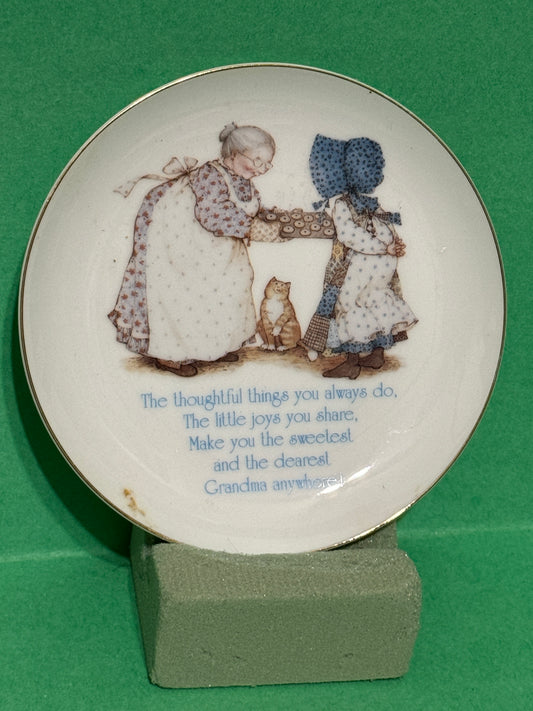 The thoughtful things you always do,
The little joys you share,
Make you the sweetest
and the dearest
Grandma anywhere!